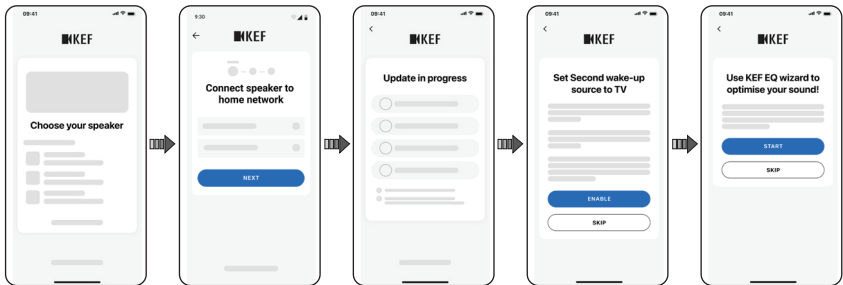 09:41
KEF
Choose your speaker
9:30
KEF
Connect speaker to
home network
NEXT
09:41
KEF
Update in progress
09:41
KEF
Set Second wake-up
source to TV
ENABLE
SKIP
09:41
KEF
Use KEF EQ wizard to
optimise your sound!
START
SKIP